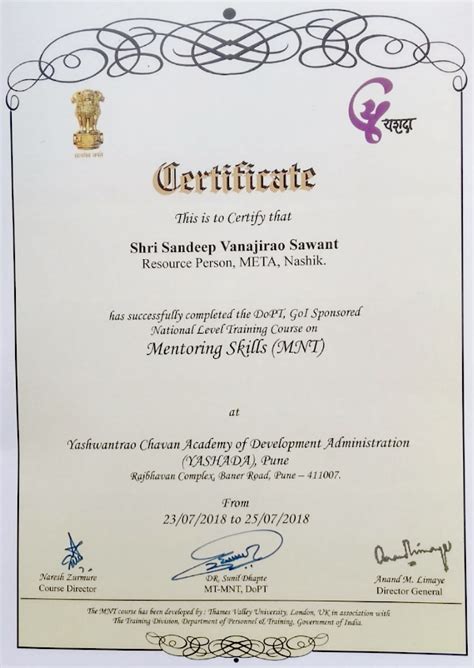 सत्यमेव जयते
यशदा
Certificate
This is to Certify that
Shri Sandeep Vanajirao Sawant
Resource Person, META, Nashik.
has successfully completed the DoPT, GoI Sponsored
National Level Training Course on
Mentoring Skills (MNT)
at
Yashwantrao Chavan Academy of Development Administration
(YASHADA), Pune
Rajbhavan Complex, Baner Road, Pune – 411007.
From
23/07/2018 to 25/07/2018
Naresh Zurmure
Course Director
DR. Sunil Dhapte
MT-MNT, DoPT
Anand M. Limaye
Director General
The MNT course has been developed by : Thames Valley University, London, UK in association with
The Training Division, Department of Personnel & Training, Government of India.